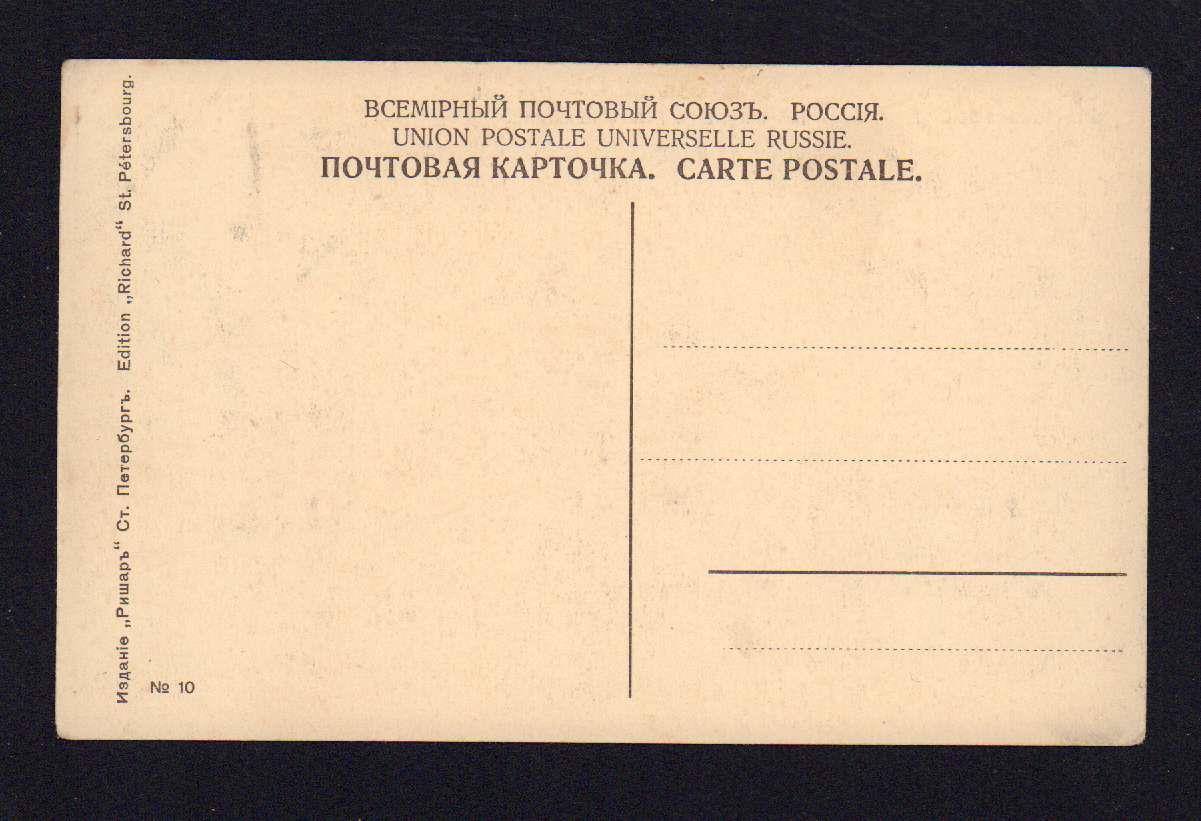 ВСЕМІРНЫЙ ПОЧТОВЫЙ СОЮЗЪ. РОССІЯ.
UNION POSTALE UNIVERSELLE RUSSIE.
ПОЧТОВАЯ КАРТОЧКА. CARTE POSTALE.
Изданіе „Ришаръ“ Ст. Петербургъ. Edition „Richard“ St. Pétersbourg.
№ 10